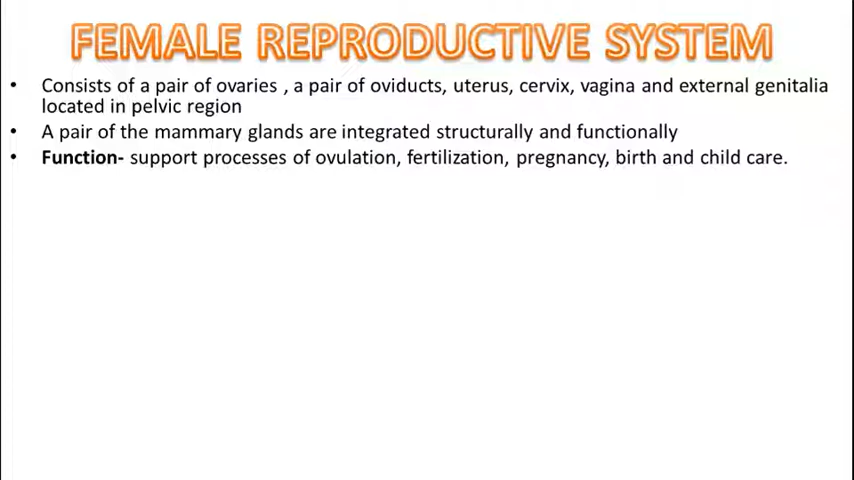 FEMALE REPRODUCTIVE SYSTEM
• Consists of a pair of ovaries , a pair of oviducts, uterus, cervix, vagina and external genitalia
located in pelvic region
• A pair of the mammary glands are integrated structurally and functionally
• Function- support processes of ovulation, fertilization, pregnancy, birth and child care.